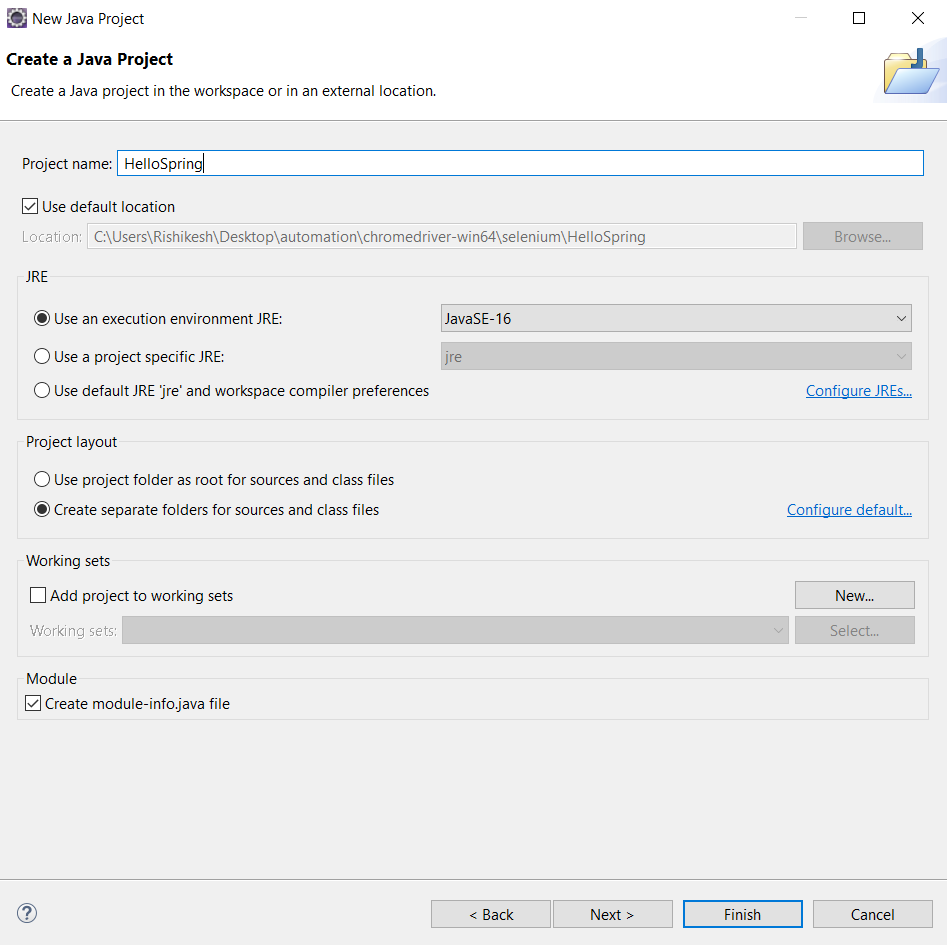 New Java Project
Create a Java Project
Create a Java project in the workspace or in an external location.
Project name: HelloSpring
Use default location
Location: C:\Users\Rishikesh\Desktop\automation\chromedriver-win64\selenium\HelloSpring Browse...
JRE
Use an execution environment JRE: JavaSE-16
Use a project specific JRE: jre
Use default JRE 'jre' and workspace compiler preferences Configure JREs...
Project layout
Use project folder as root for sources and class files
Create separate folders for sources and class files Configure default...
Working sets
Add project to working sets New...
Working sets: Select...
Module
Create module-info.java file
? < Back Next > Finish Cancel